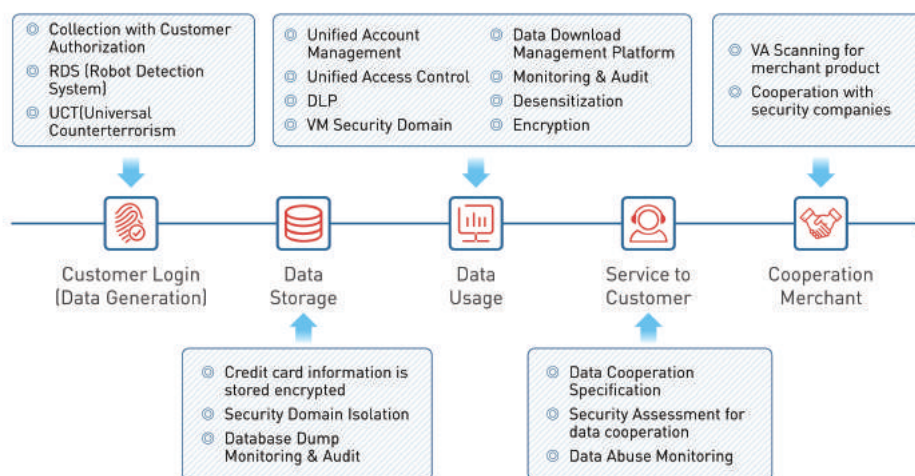 Collection with Customer
Authorization
RDS (Robot Detection
System)
UCT(Universal
Counterterrorism
Unified Account
Management
Unified Access Control
DLP
VM Security Domain
Data Download
Management Platform
Monitoring & Audit
Desensitization
Encryption
VA Scanning for
merchant product
Cooperation with
security companies
Customer Login
(Data Generation)
Data
Storage
Data
Usage
Service to
Customer
Cooperation
Merchant
Credit card information is
stored encrypted
Security Domain Isolation
Database Dump
Monitoring & Audit
Data Cooperation
Specification
Security Assessment for
data cooperation
Data Abuse Monitoring